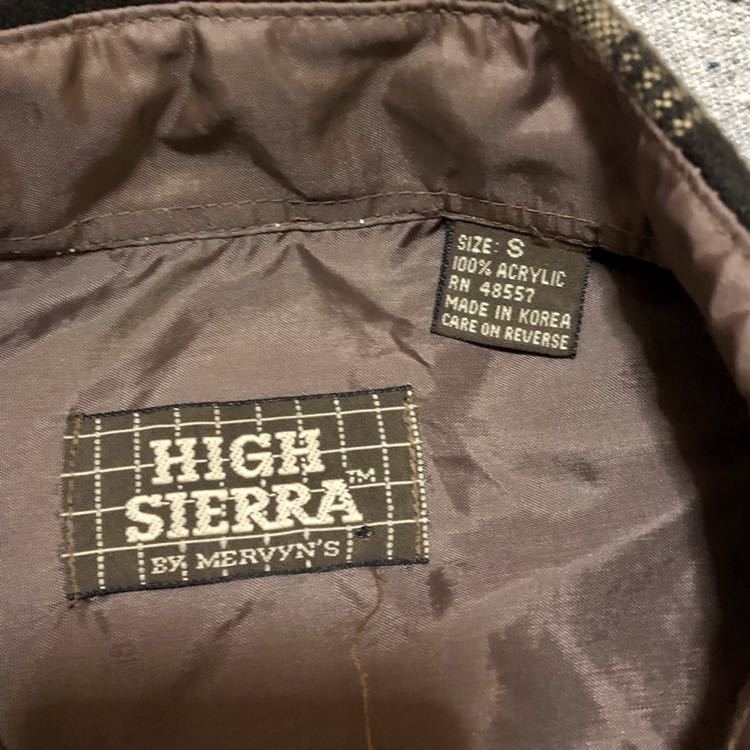 SIZE: S
100% ACRYLIC
RN 48557
MADE IN KOREA
CARE ON REVERSE
HIGH
SIERRA™
BY MERVYN'S